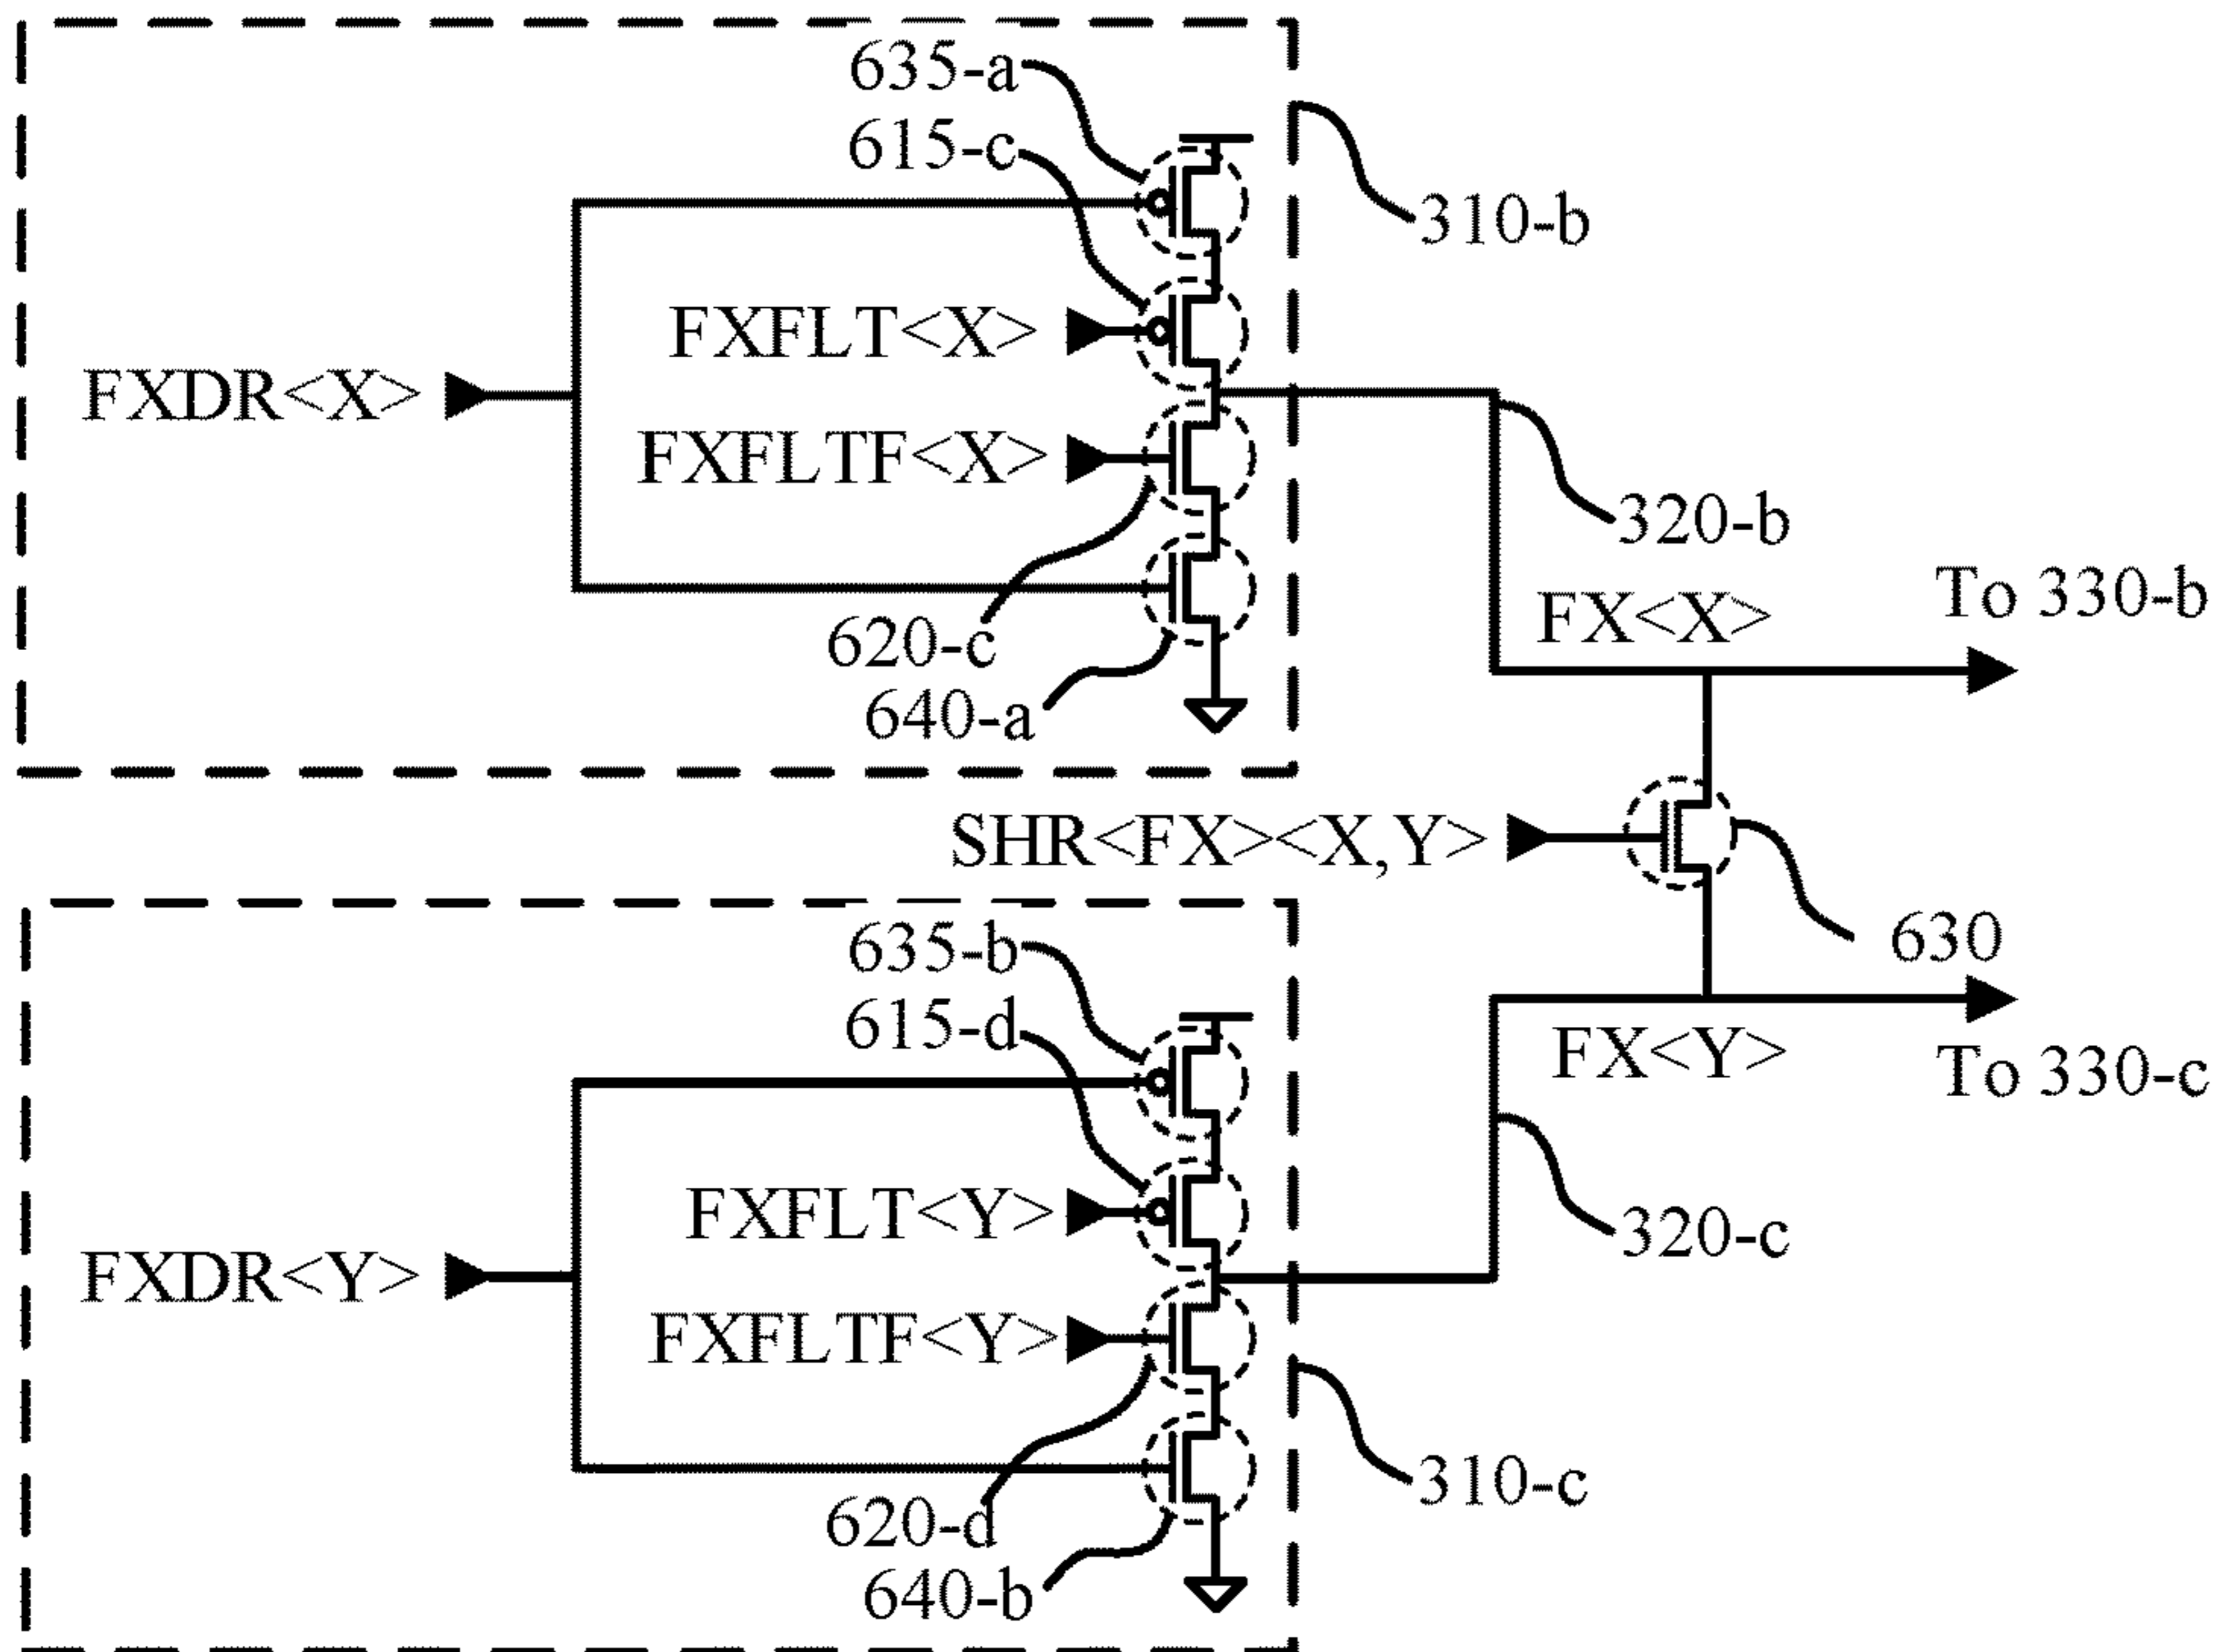 635-a
615-c
310-b
FXFLT<X>
FXDR<X>
FXFLTF<X>
320-b
To 330-b
FX<X>
620-c
640-a
SHR<FX><X,Y>
630
635-b
615-d
FX<Y>
To 330-c
FXFLT<Y>
320-c
FXDR<Y>
FXFLTF<Y>
310-c
620-d
640-b